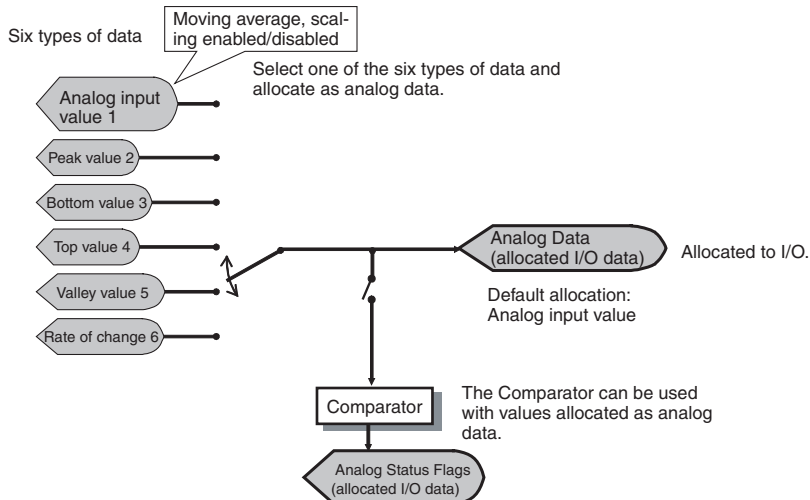 Six types of data
Moving average, scal-
ing enabled/disabled
Select one of the six types of data and
allocate as analog data.
Analog input
value 1
Peak value 2
Bottom value 3
Top value 4
Valley value 5
Rate of change 6
Analog Data
(allocated I/O data)
Allocated to I/O.
Default allocation:
Analog input value
Comparator
The Comparator can be used
with values allocated as analog
data.
Analog Status Flags
(allocated I/O data)